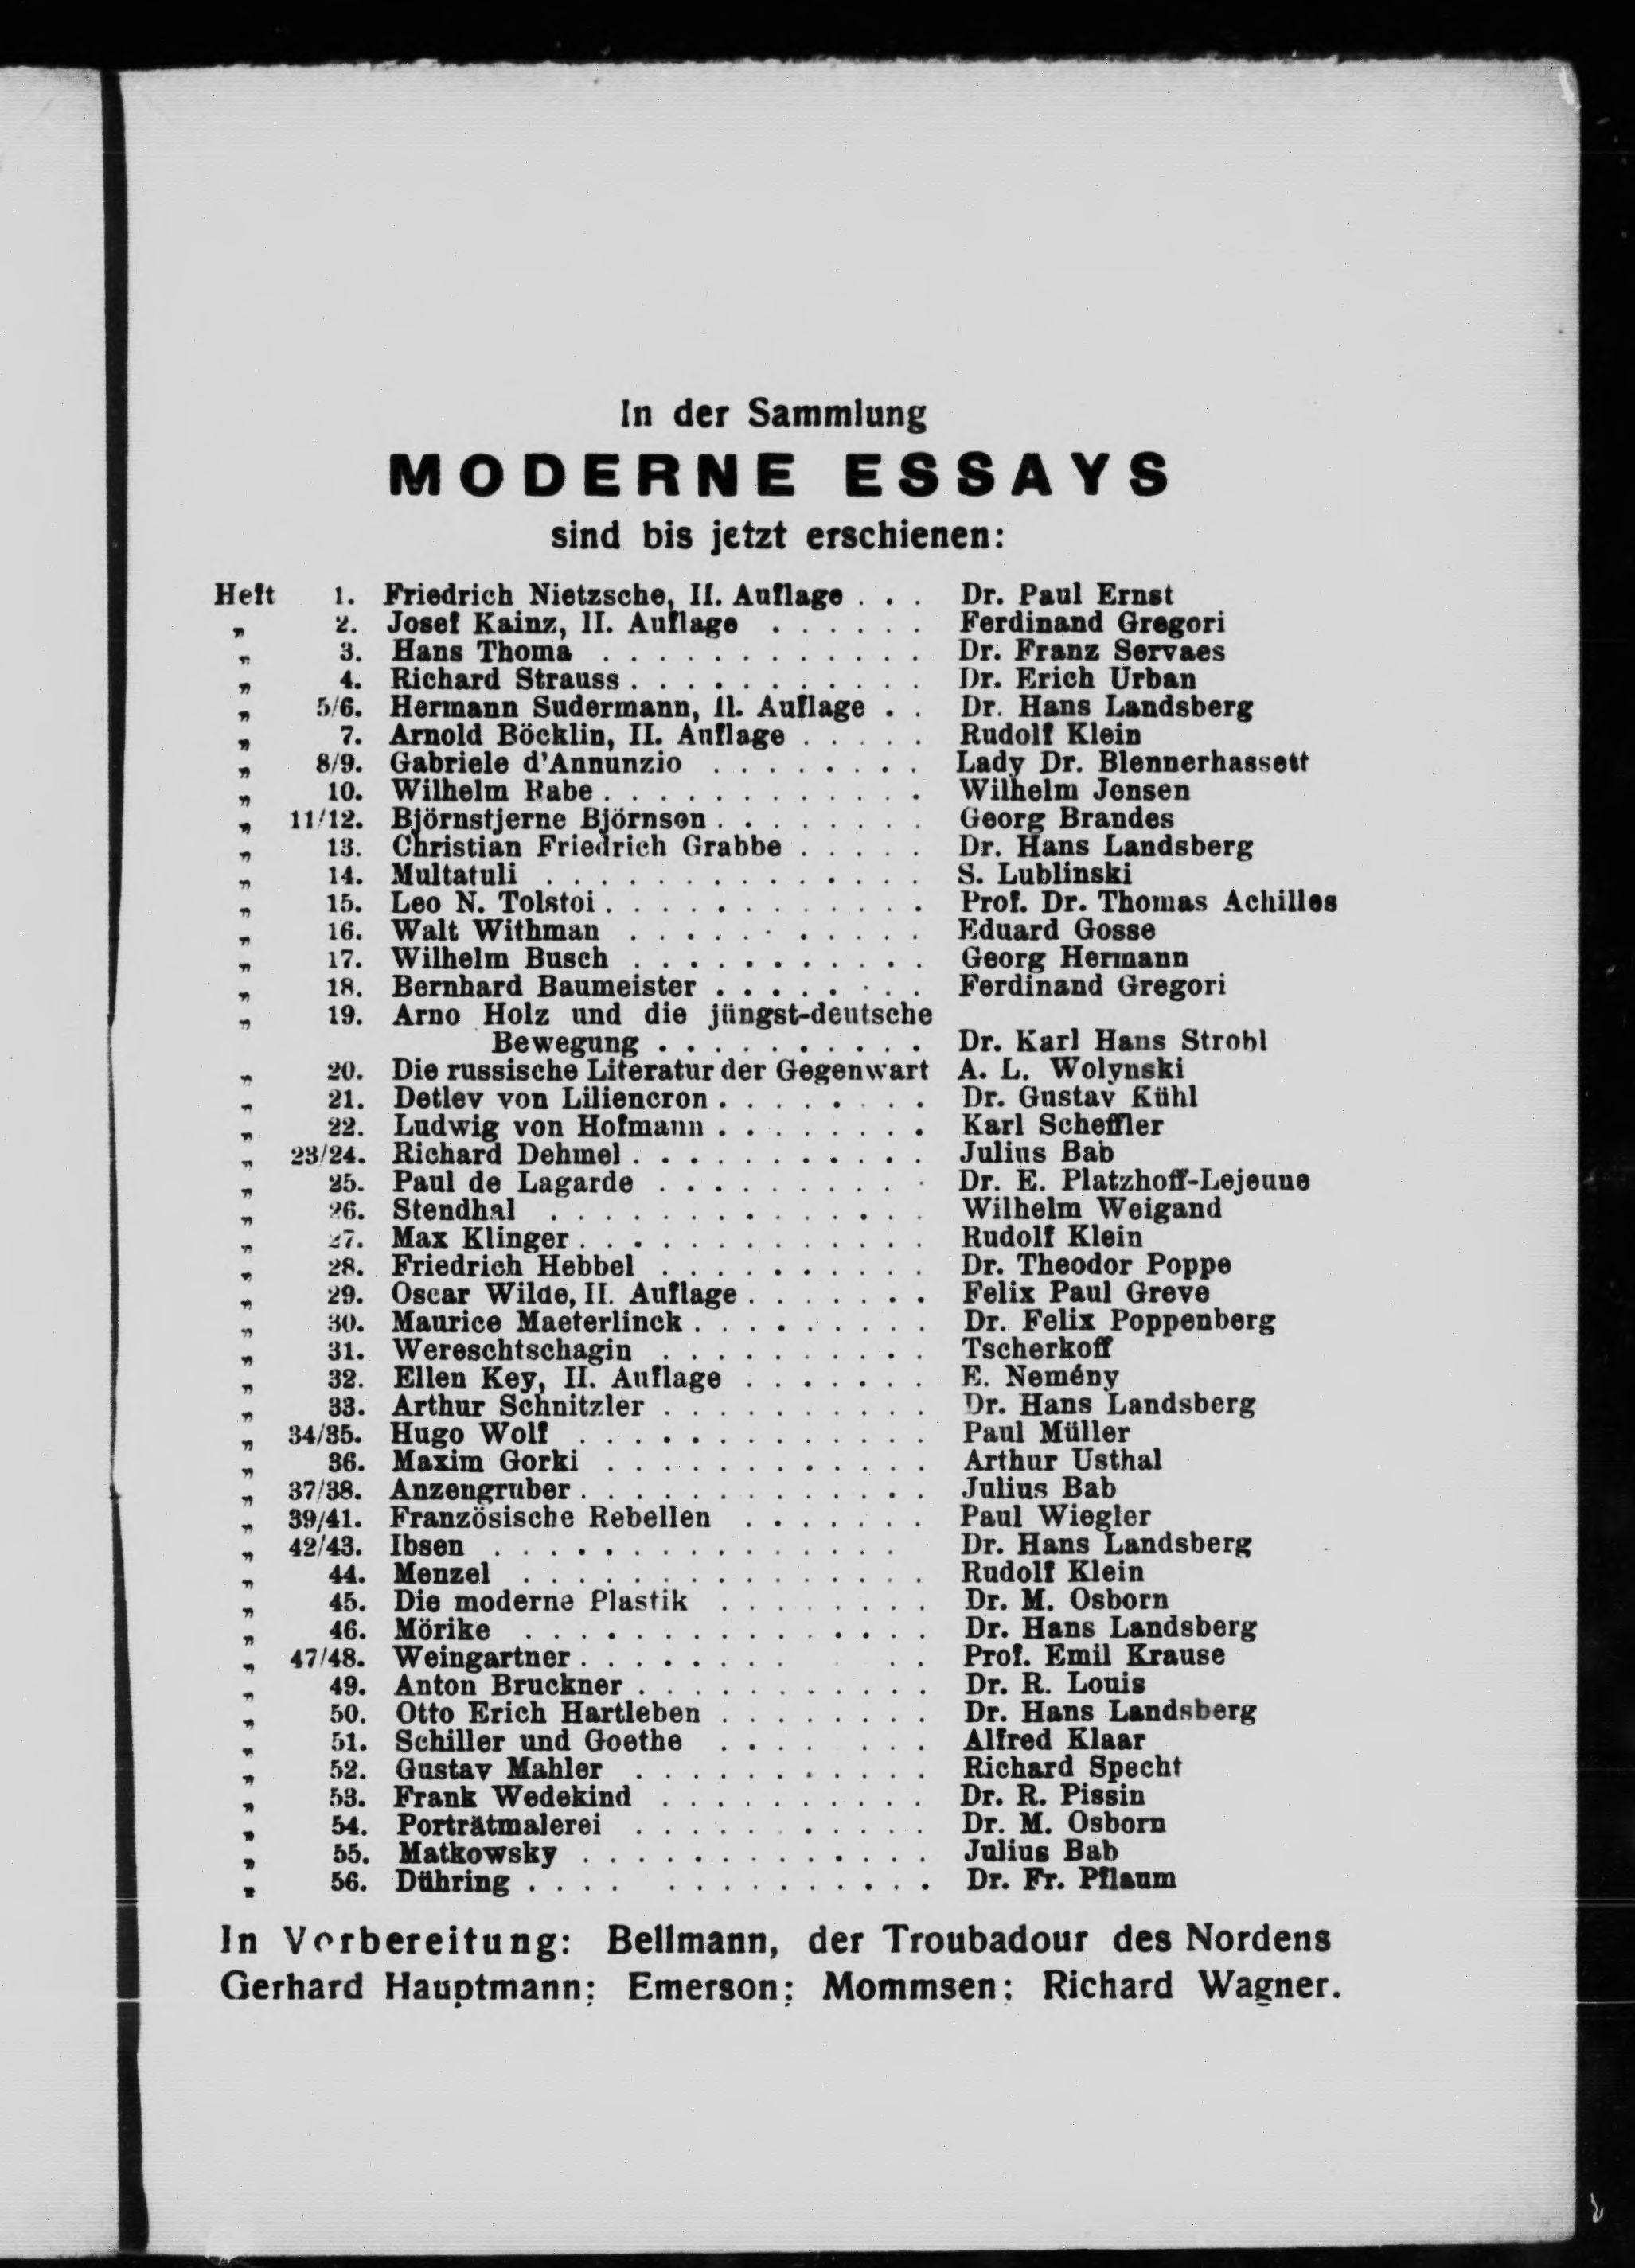 In der Sammlung
MODERNE ESSAYS
sind bis jetzt erschienen:
Heft 1. Friedrich Nietzsche, II. Auflage . . . Dr. Paul Ernst
„ 2. Josef Kainz, II. Auflage . . . . . . Ferdinand Gregori
„ 3. Hans Thoma . . . . . . . . . . . . Dr. Franz Servaes
„ 4. Richard Strauss . . . . . . . . . . . Dr. Erich Urban
„ 5/6. Hermann Sudermann, II. Auflage . . Dr. Hans Landsberg
„ 7. Arnold Böcklin, II. Auflage . . . . . Rudolf Klein
„ 8/9. Gabriele d'Annunzio . . . . . . . . Lady Dr. Blennerhassett
„ 10. Wilhelm Rabe . . . . . . . . . . . . Wilhelm Jensen
„ 11/12. Björnstjerne Björnson . . . . . . . . Georg Brandes
„ 13. Christian Friedrich Grabbe . . . . . Dr. Hans Landsberg
„ 14. Multatuli . . . . . . . . . . . . . . S. Lublinski
„ 15. Leo N. Tolstoi . . . . . . . . . . . . Prof. Dr. Thomas Achilles
„ 16. Walt Withman . . . . . . . . . . . Eduard Gosse
„ 17. Wilhelm Busch . . . . . . . . . . . Georg Hermann
„ 18. Bernhard Baumeister . . . . . . . . Ferdinand Gregori
„ 19. Arno Holz und die jüngst-deutsche
Bewegung . . . . . . . . . . Dr. Karl Hans Strobl
„ 20. Die russische Literatur der Gegenwart A. L. Wolynski
„ 21. Detlev von Liliencron . . . . . . . . Dr. Gustav Kühl
„ 22. Ludwig von Hofmann . . . . . . . . Karl Scheffler
„ 23/24. Richard Dehmel . . . . . . . . . . . Julius Bab
„ 25. Paul de Lagarde . . . . . . . . . . Dr. E. Platzhoff-Lejeune
„ 26. Stendhal . . . . . . . . . . . . . . Wilhelm Weigand
„ 27. Max Klinger . . . . . . . . . . . . . Rudolf Klein
„ 28. Friedrich Hebbel . . . . . . . . . . Dr. Theodor Poppe
„ 29. Oscar Wilde, II. Auflage . . . . . . . Felix Paul Greve
„ 30. Maurice Maeterlinck . . . . . . . . . Dr. Felix Poppenberg
„ 31. Wereschtschagin . . . . . . . . . . Tscherkoff
„ 32. Ellen Key, II. Auflage . . . . . . . E. Nemény
„ 33. Arthur Schnitzler . . . . . . . . . . Dr. Hans Landsberg
„ 34/35. Hugo Wolf . . . . . . . . . . . . . Paul Müller
„ 36. Maxim Gorki . . . . . . . . . . . . Arthur Usthal
„ 37/38. Anzengruber . . . . . . . . . . . . . Julius Bab
„ 39/41. Französische Rebellen . . . . . . . Paul Wiegler
„ 42/43. Ibsen . . . . . . . . . . . . . . . Dr. Hans Landsberg
„ 44. Menzel . . . . . . . . . . . . . . . Rudolf Klein
„ 45. Die moderne Plastik . . . . . . . . Dr. M. Osborn
„ 46. Mörike . . . . . . . . . . . . . . . Dr. Hans Landsberg
„ 47/48. Weingartner . . . . . . . . . . Prof. Emil Krause
„ 49. Anton Bruckner . . . . . . . . . . . Dr. R. Louis
„ 50. Otto Erich Hartleben . . . . . . . . Dr. Hans Landsberg
„ 51. Schiller und Goethe . . . . . . . Alfred Klaar
„ 52. Gustav Mahler . . . . . . . . . . . Richard Specht
„ 53. Frank Wedekind . . . . . . . . . . Dr. R. Pissin
„ 54. Porträtmalerei . . . . . . . . . . . Dr. M. Osborn
„ 55. Matkowsky . . . . . . . . . . . . . Julius Bab
„ 56. Dühring . . . . . . . . . . . . . . Dr. Fr. Pflaum
In Vorbereitung: Bellmann, der Troubadour des Nordens
Gerhard Hauptmann; Emerson; Mommsen; Richard Wagner.